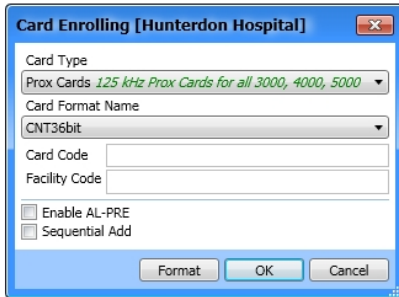 Card Enrolling [Hunterdon Hospital]
Card Type
Prox Cards 125 kHz Prox Cards for all 3000, 4000, 5000
Card Format Name
CNT36bit
Card Code
Facility Code
Enable AL-PRE
Sequential Add
Format OK Cancel